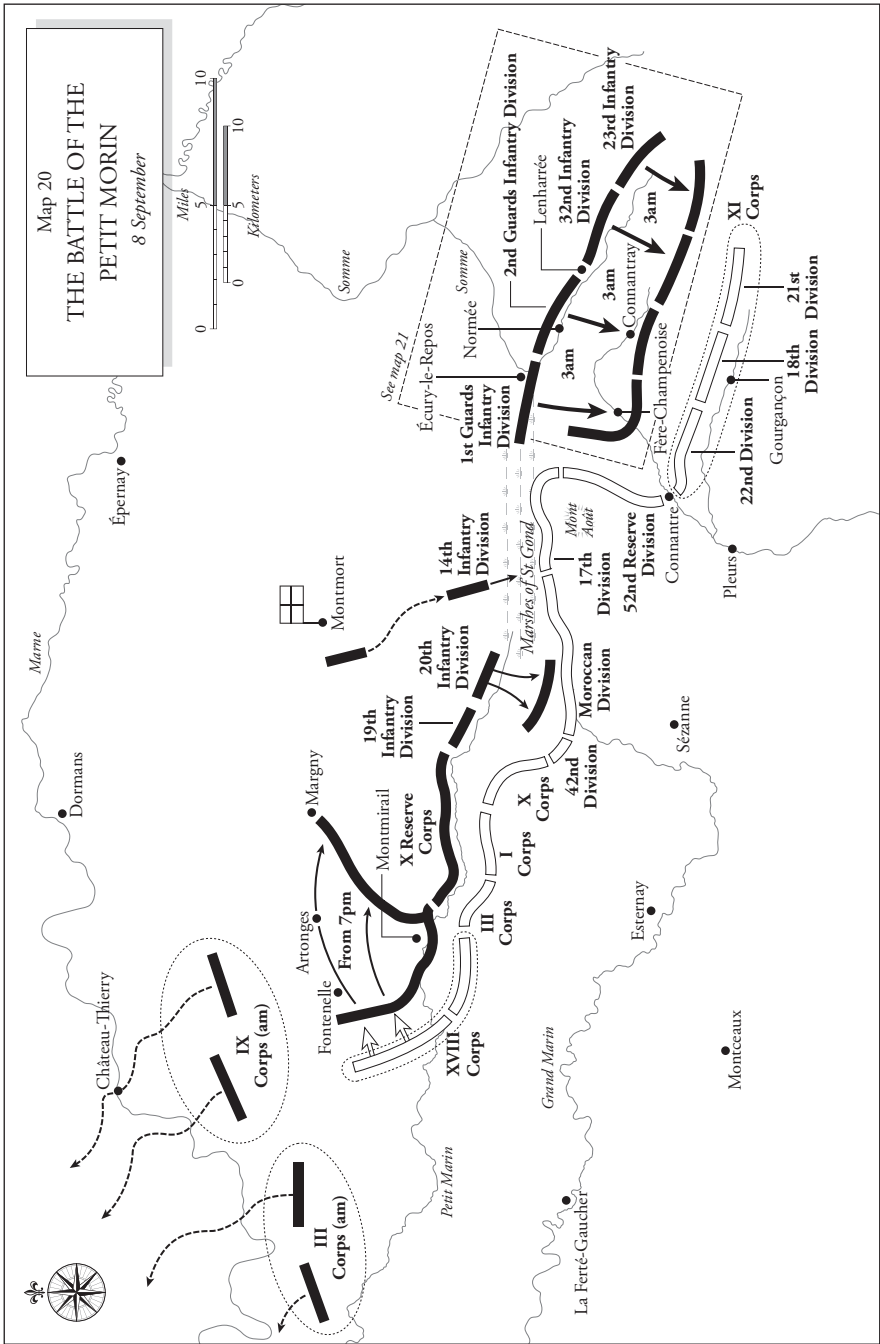 Map 20
THE BATTLE OF THE
PETIT MORIN
8 September
Miles
0
5
10
0
5
10
Kilometers
Marne
Château-Thierry
Dormans
Épernay
IX
Corps (am)
III
Corps (am)
Artonges
Margny
Fontenelle
From 7pm
Montmirail
Montmort
X Reserve
Corps
19th
Infantry
Division
20th
Infantry
Division
14th
Infantry
Division
XVIII
Corps
III
Corps
I
Corps
X
Corps
42nd
Division
Moroccan
Division
Marshes of St Gond
17th
Division
Mont
Août
52nd Reserve
Division
Petit Marin
Grand Marin
La Ferté-Gaucher
Montceaux
Esternay
Sézanne
Pleurs
Connantre
See map 21
Somme
Somme
Écury-le-Repos
Normée
Lenharrée
1st Guards
Infantry
Division
2nd Guards Infantry Division
32nd Infantry
Division
23rd Infantry
Division
3am
3am
3am
Connantray
Fère-Champenoise
XI
Corps
22nd Division
Gourgançon
18th
Division
21st
Division